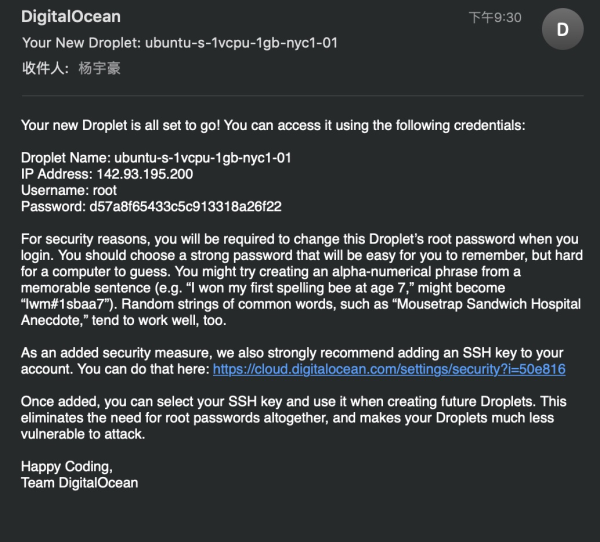 DigitalOcean
下午9:30
D
Your New Droplet: ubuntu-s-1vcpu-1gb-nyc1-01
收件人: 杨宇豪
Your new Droplet is all set to go! You can access it using the following credentials:
Droplet Name: ubuntu-s-1vcpu-1gb-nyc1-01
IP Address: 142.93.195.200
Username: root
Password: d57a8f65433c5c913318a26f22
For security reasons, you will be required to change this Droplet’s root password when you
login. You should choose a strong password that will be easy for you to remember, but hard
for a computer to guess. You might try creating an alpha-numerical phrase from a
memorable sentence (e.g. “I won my first spelling bee at age 7,” might become
“Iwm#1sbaa7”). Random strings of common words, such as “Mousetrap Sandwich Hospital
Anecdote,” tend to work well, too.
As an added security measure, we also strongly recommend adding an SSH key to your
account. You can do that here: https://cloud.digitalocean.com/settings/security?i=50e816
Once added, you can select your SSH key and use it when creating future Droplets. This
eliminates the need for root passwords altogether, and makes your Droplets much less
vulnerable to attack.
Happy Coding,
Team DigitalOcean